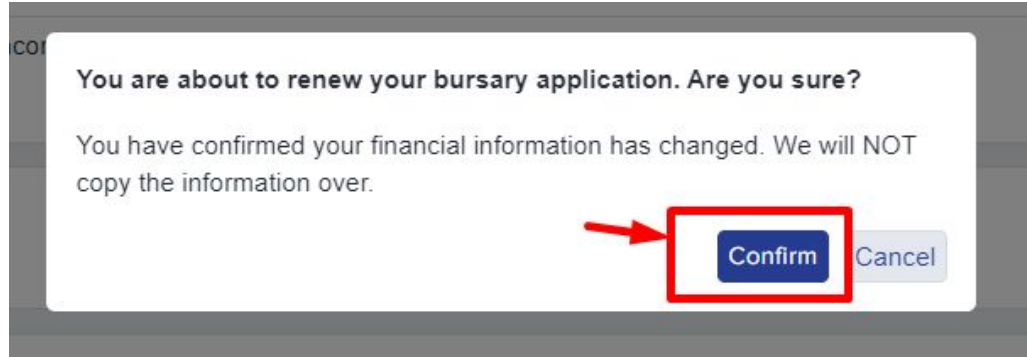 cor
You are about to renew your bursary application. Are you sure?
You have confirmed your financial information has changed. We will NOT
copy the information over.
Confirm Cancel